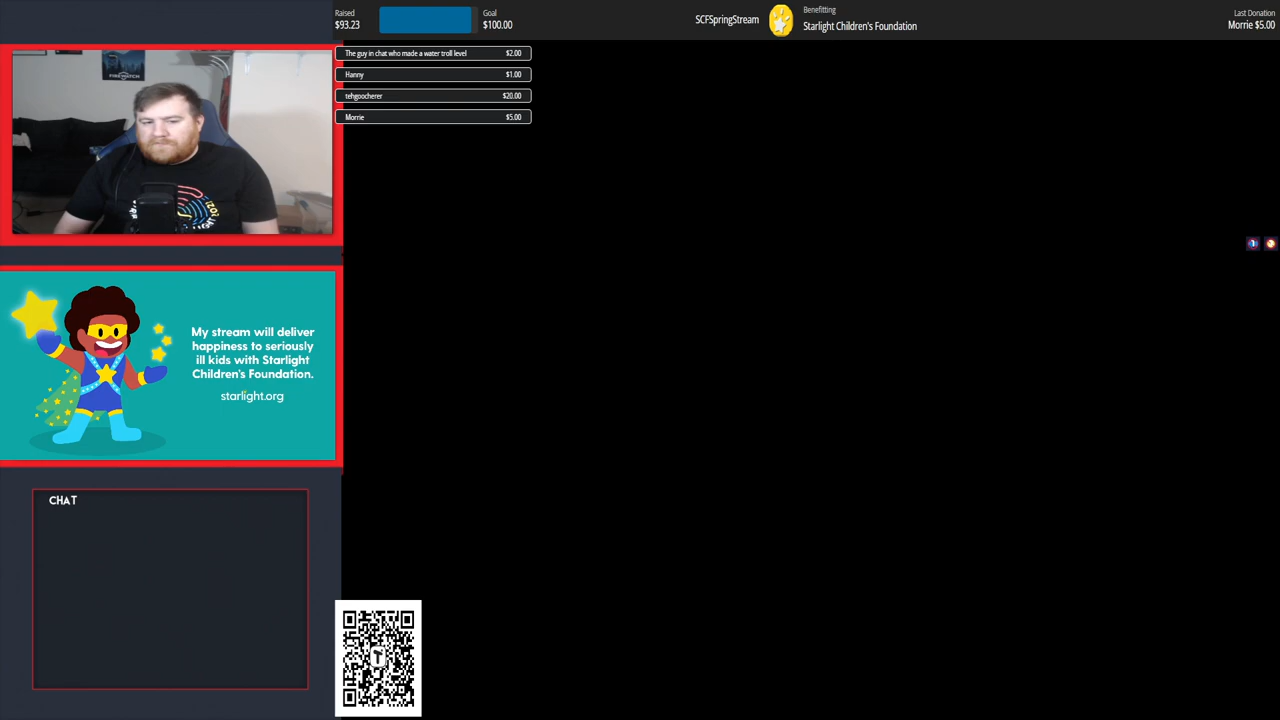 Raised
$93.23
Goal
$100.00
SCFSpringStream
Benefitting
Starlight Children's Foundation
Last Donation
Morrie $5.00
The guy in chat who made a water troll level $2.00
Hanny $1.00
tehgoocherer $20.00
Morrie $5.00
FIREWATCH
My stream will deliver
happiness to seriously
ill kids with Starlight
Children's Foundation.
starlight.org
CHAT
T